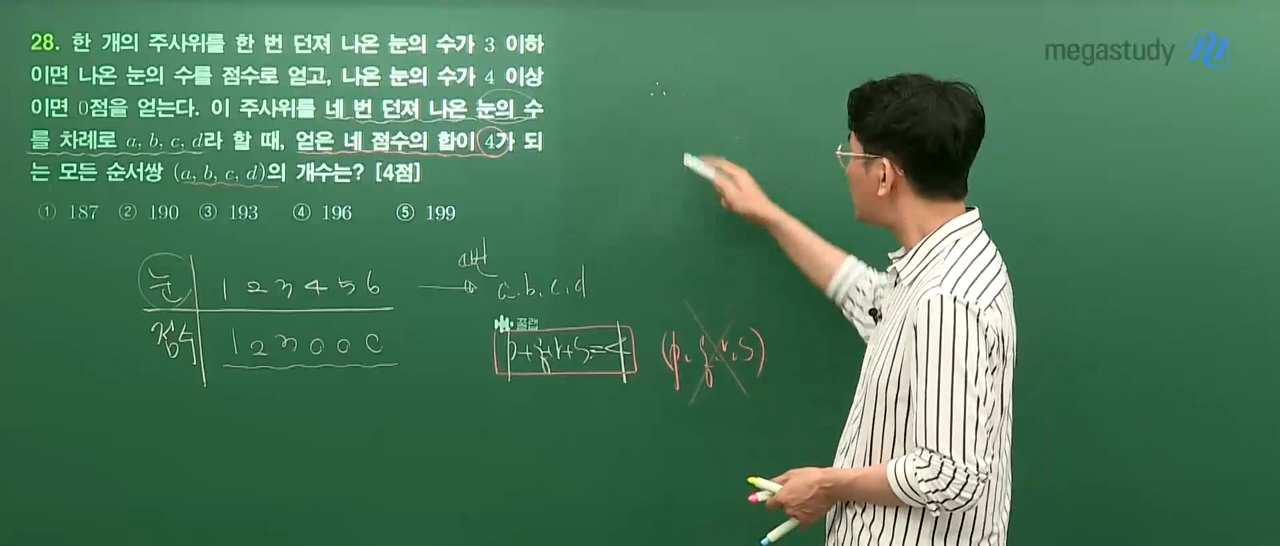 28. 한 개의 주사위를 한 번 던져 나온 눈의 수가 3 이하
이면 나온 눈의 수를 점수로 얻고, 나온 눈의 수가 4 이상
이면 0점을 얻는다. 이 주사위를 네 번 던져 나온 눈의 수
를 차례로 a, b, c, d라 할 때, 얻은 네 점수의 합이 4가 되
는 모든 순서쌍 (a, b, c, d)의 개수는? [4점]
① 187 ② 190 ③ 193 ④ 196 ⑤ 199
megastudy
눈 1 2 3 4 5 6
4번
a.b.c.d
점수 1 2 3 0 0 0
꿀랩
p+q+r+s=4
(p, q, r, s)